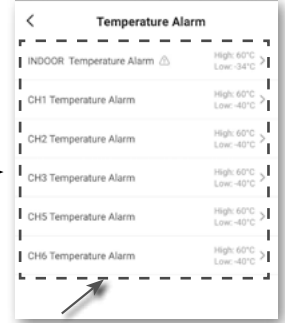 Temperature Alarm
INDOOR Temperature Alarm
High: 60°C
Low: -34°C
CH1 Temperature Alarm
High: 60°C
Low: -40°C
CH2 Temperature Alarm
High: 60°C
Low: -40°C
CH3 Temperature Alarm
High: 60°C
Low: -40°C
CH5 Temperature Alarm
High: 60°C
Low: -40°C
CH6 Temperature Alarm
High: 60°C
Low: -40°C